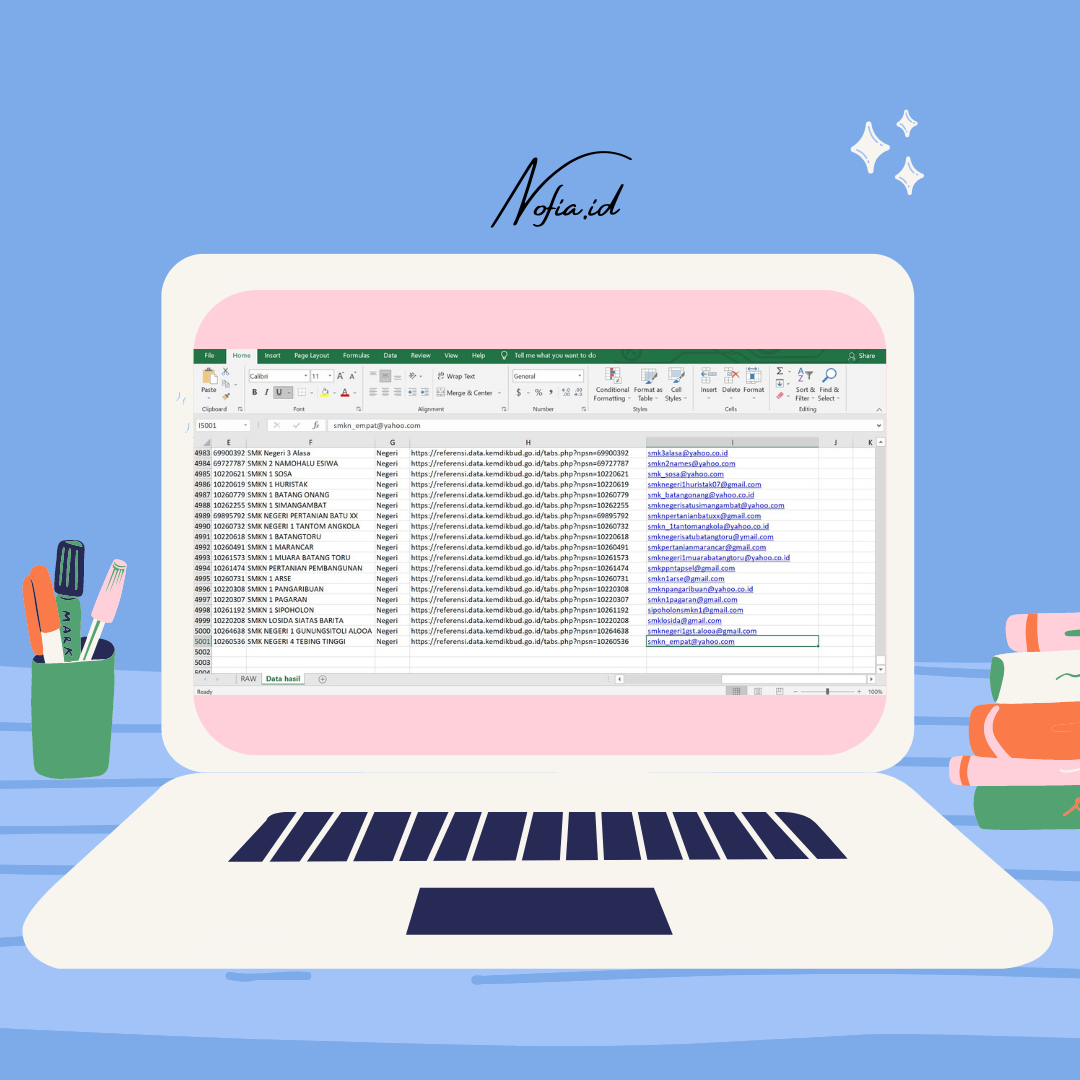 Nofia.id
File Home Insert Page Layout Formulas Data Review View Help Tell me what you want to do Share
Calibri 11 Wrap Text General
Paste Conditional Format as Cell Insert Delete Format Sort & Find &
B I U Merge & Center $ % Formatting Table Styles Filter Select
Clipboard Font Alignment Number Styles Cells Editing
I5001 fx smkn_empat@yahoo.com
E F G H I J K
4983 69900392 SMK Negeri 3 Alasa Negeri https://referensi.data.kemdikbud.go.id/tabs.php?npsn=69900392 smk3alasa@yahoo.co.id
4984 69727787 SMKN 2 NAMOHALU ESIWA Negeri https://referensi.data.kemdikbud.go.id/tabs.php?npsn=69727787 smkn2names@yahoo.com
4985 10220621 SMKN 1 SOSA Negeri https://referensi.data.kemdikbud.go.id/tabs.php?npsn=10220621 smk_sosa@yahoo.com
4986 10220619 SMKN 1 HURISTAK Negeri https://referensi.data.kemdikbud.go.id/tabs.php?npsn=10220619 smknegeri1huristak07@gmail.com
4987 10260779 SMKN 1 BATANG ONANG Negeri https://referensi.data.kemdikbud.go.id/tabs.php?npsn=10260779 smk_batangonang@yahoo.co.id
4988 10262255 SMKN 1 SIMANGAMBAT Negeri https://referensi.data.kemdikbud.go.id/tabs.php?npsn=10262255 smknegerisatusimangambat@yahoo.com
4989 69895792 SMK NEGERI PERTANIAN BATU XX Negeri https://referensi.data.kemdikbud.go.id/tabs.php?npsn=69895792 smknpertanianbatuxx@gmail.com
4990 10260732 SMK NEGERI 1 TANTOM ANGKOLA Negeri https://referensi.data.kemdikbud.go.id/tabs.php?npsn=10260732 smkn_1tantomangkola@yahoo.co.id
4991 10220618 SMKN 1 BATANGTORU Negeri https://referensi.data.kemdikbud.go.id/tabs.php?npsn=10220618 smknegerisatubatangtoru@ymail.com
4992 10260491 SMKN 1 MARANCAR Negeri https://referensi.data.kemdikbud.go.id/tabs.php?npsn=10260491 smkpertanianmarancar@gmail.com
4993 10261573 SMKN 1 MUARA BATANG TORU Negeri https://referensi.data.kemdikbud.go.id/tabs.php?npsn=10261573 smknegeri1muarabatangtoru@yahoo.co.id
4994 10261474 SMKN PERTANIAN PEMBANGUNAN Negeri https://referensi.data.kemdikbud.go.id/tabs.php?npsn=10261474 smkppntapsel@gmail.com
4995 10260731 SMKN 1 ARSE Negeri https://referensi.data.kemdikbud.go.id/tabs.php?npsn=10260731 smkn1arse@gmail.com
4996 10220308 SMKN 1 PANGARIBUAN Negeri https://referensi.data.kemdikbud.go.id/tabs.php?npsn=10220308 smknpangaribuan@yahoo.co.id
4997 10220307 SMKN 1 PAGARAN Negeri https://referensi.data.kemdikbud.go.id/tabs.php?npsn=10220307 smkn1pagaran@gmail.com
4998 10261192 SMKN 1 SIPOHOLON Negeri https://referensi.data.kemdikbud.go.id/tabs.php?npsn=10261192 sipoholonsmkn1@gmail.com
4999 10220208 SMKN LOSIDA SIATAS BARITA Negeri https://referensi.data.kemdikbud.go.id/tabs.php?npsn=10220208 smklosida@gmail.com
5000 10264638 SMK NEGERI 1 GUNUNGSITOLI ALOOA Negeri https://referensi.data.kemdikbud.go.id/tabs.php?npsn=10264638 smknegeri1gst.alooa@gmail.com
5001 10260536 SMK NEGERI 4 TEBING TINGGI Negeri https://referensi.data.kemdikbud.go.id/tabs.php?npsn=10260536 smkn_empat@yahoo.com
5002
5003
5004
RAW Data hasil
Ready 100%
MARK